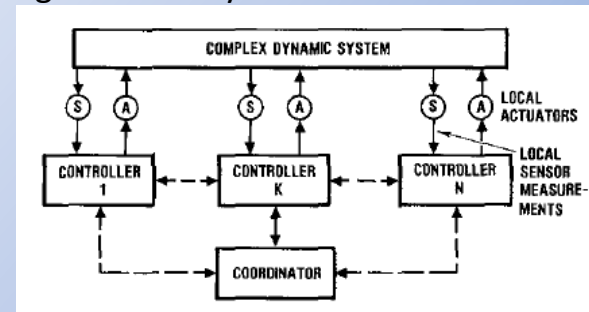 COMPLEX DYNAMIC SYSTEM
S A S A S A
LOCAL
ACTUATORS
CONTROLLER
1
CONTROLLER
K
CONTROLLER
N
LOCAL
SENSOR
MEASURE-
MENTS
COORDINATOR